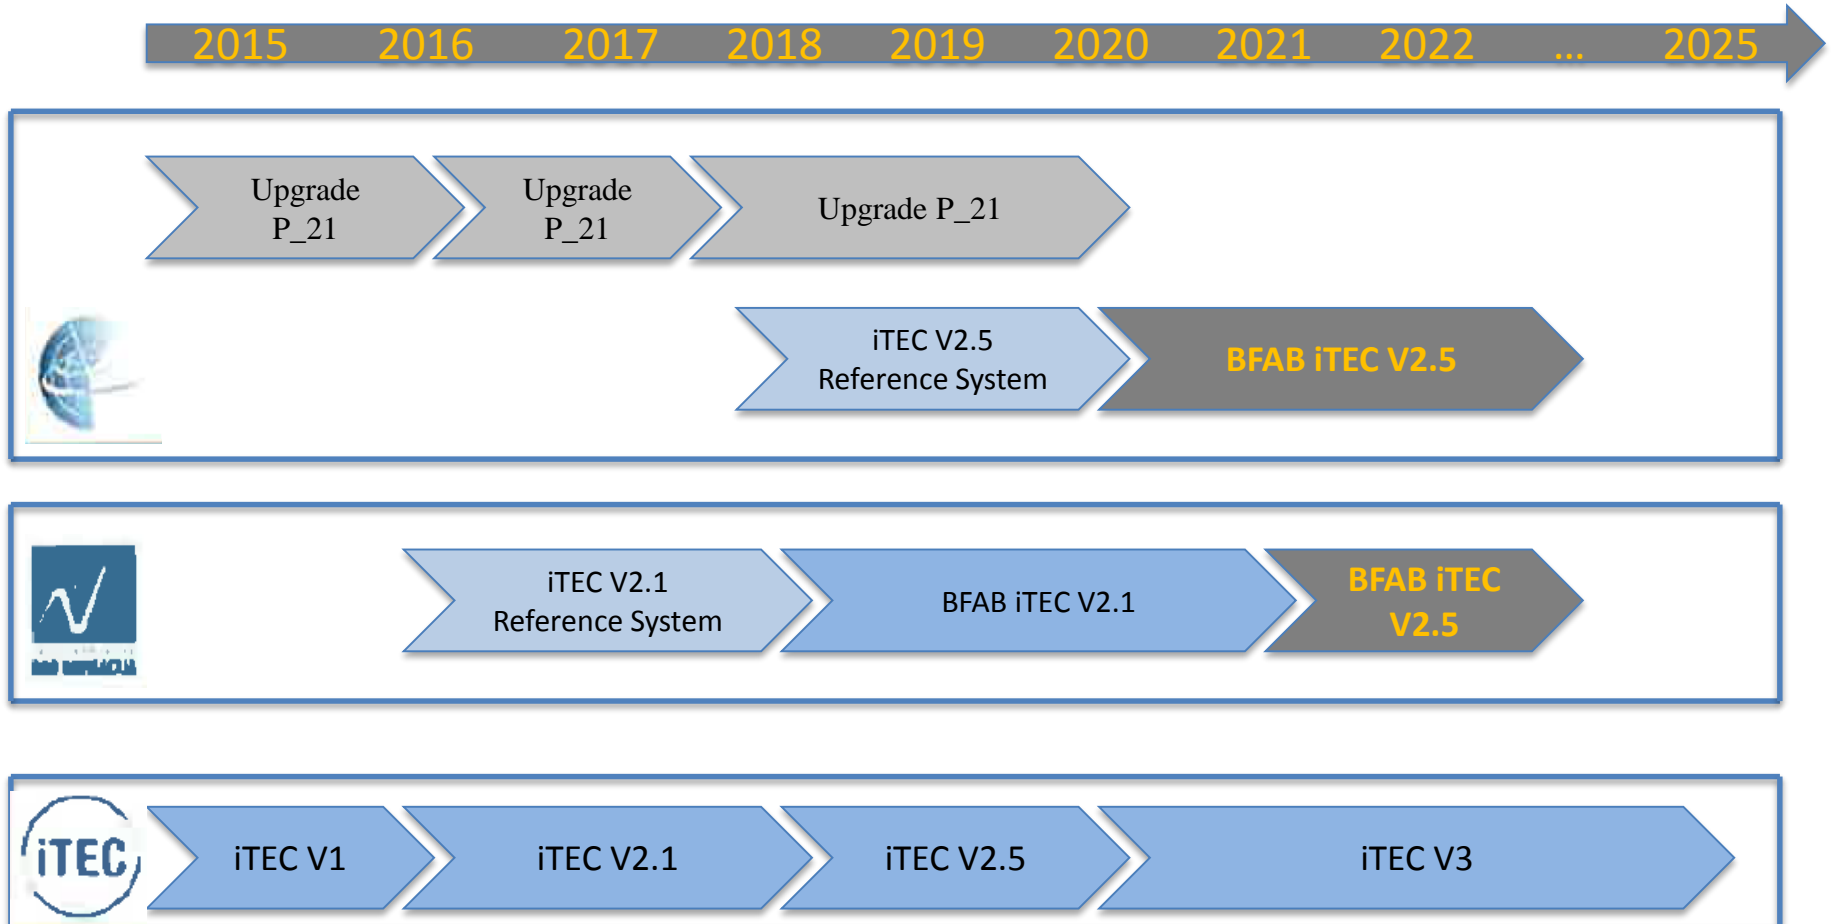 2015 2016 2017 2018 2019 2020 2021 2022 ... 2025
Upgrade
P_21
Upgrade
P_21
Upgrade P_21
iTEC V2.5
Reference System
BFAB iTEC V2.5
iTEC V2.1
Reference System
BFAB iTEC V2.1
BFAB iTEC
V2.5
iTEC
iTEC V1
iTEC V2.1
iTEC V2.5
iTEC V3